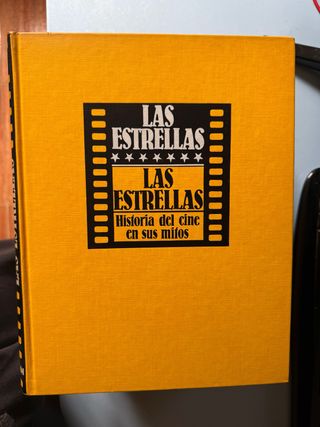 LAS
ESTRELLAS
LAS
ESTRELLAS
Historia del cine
en sus mitos